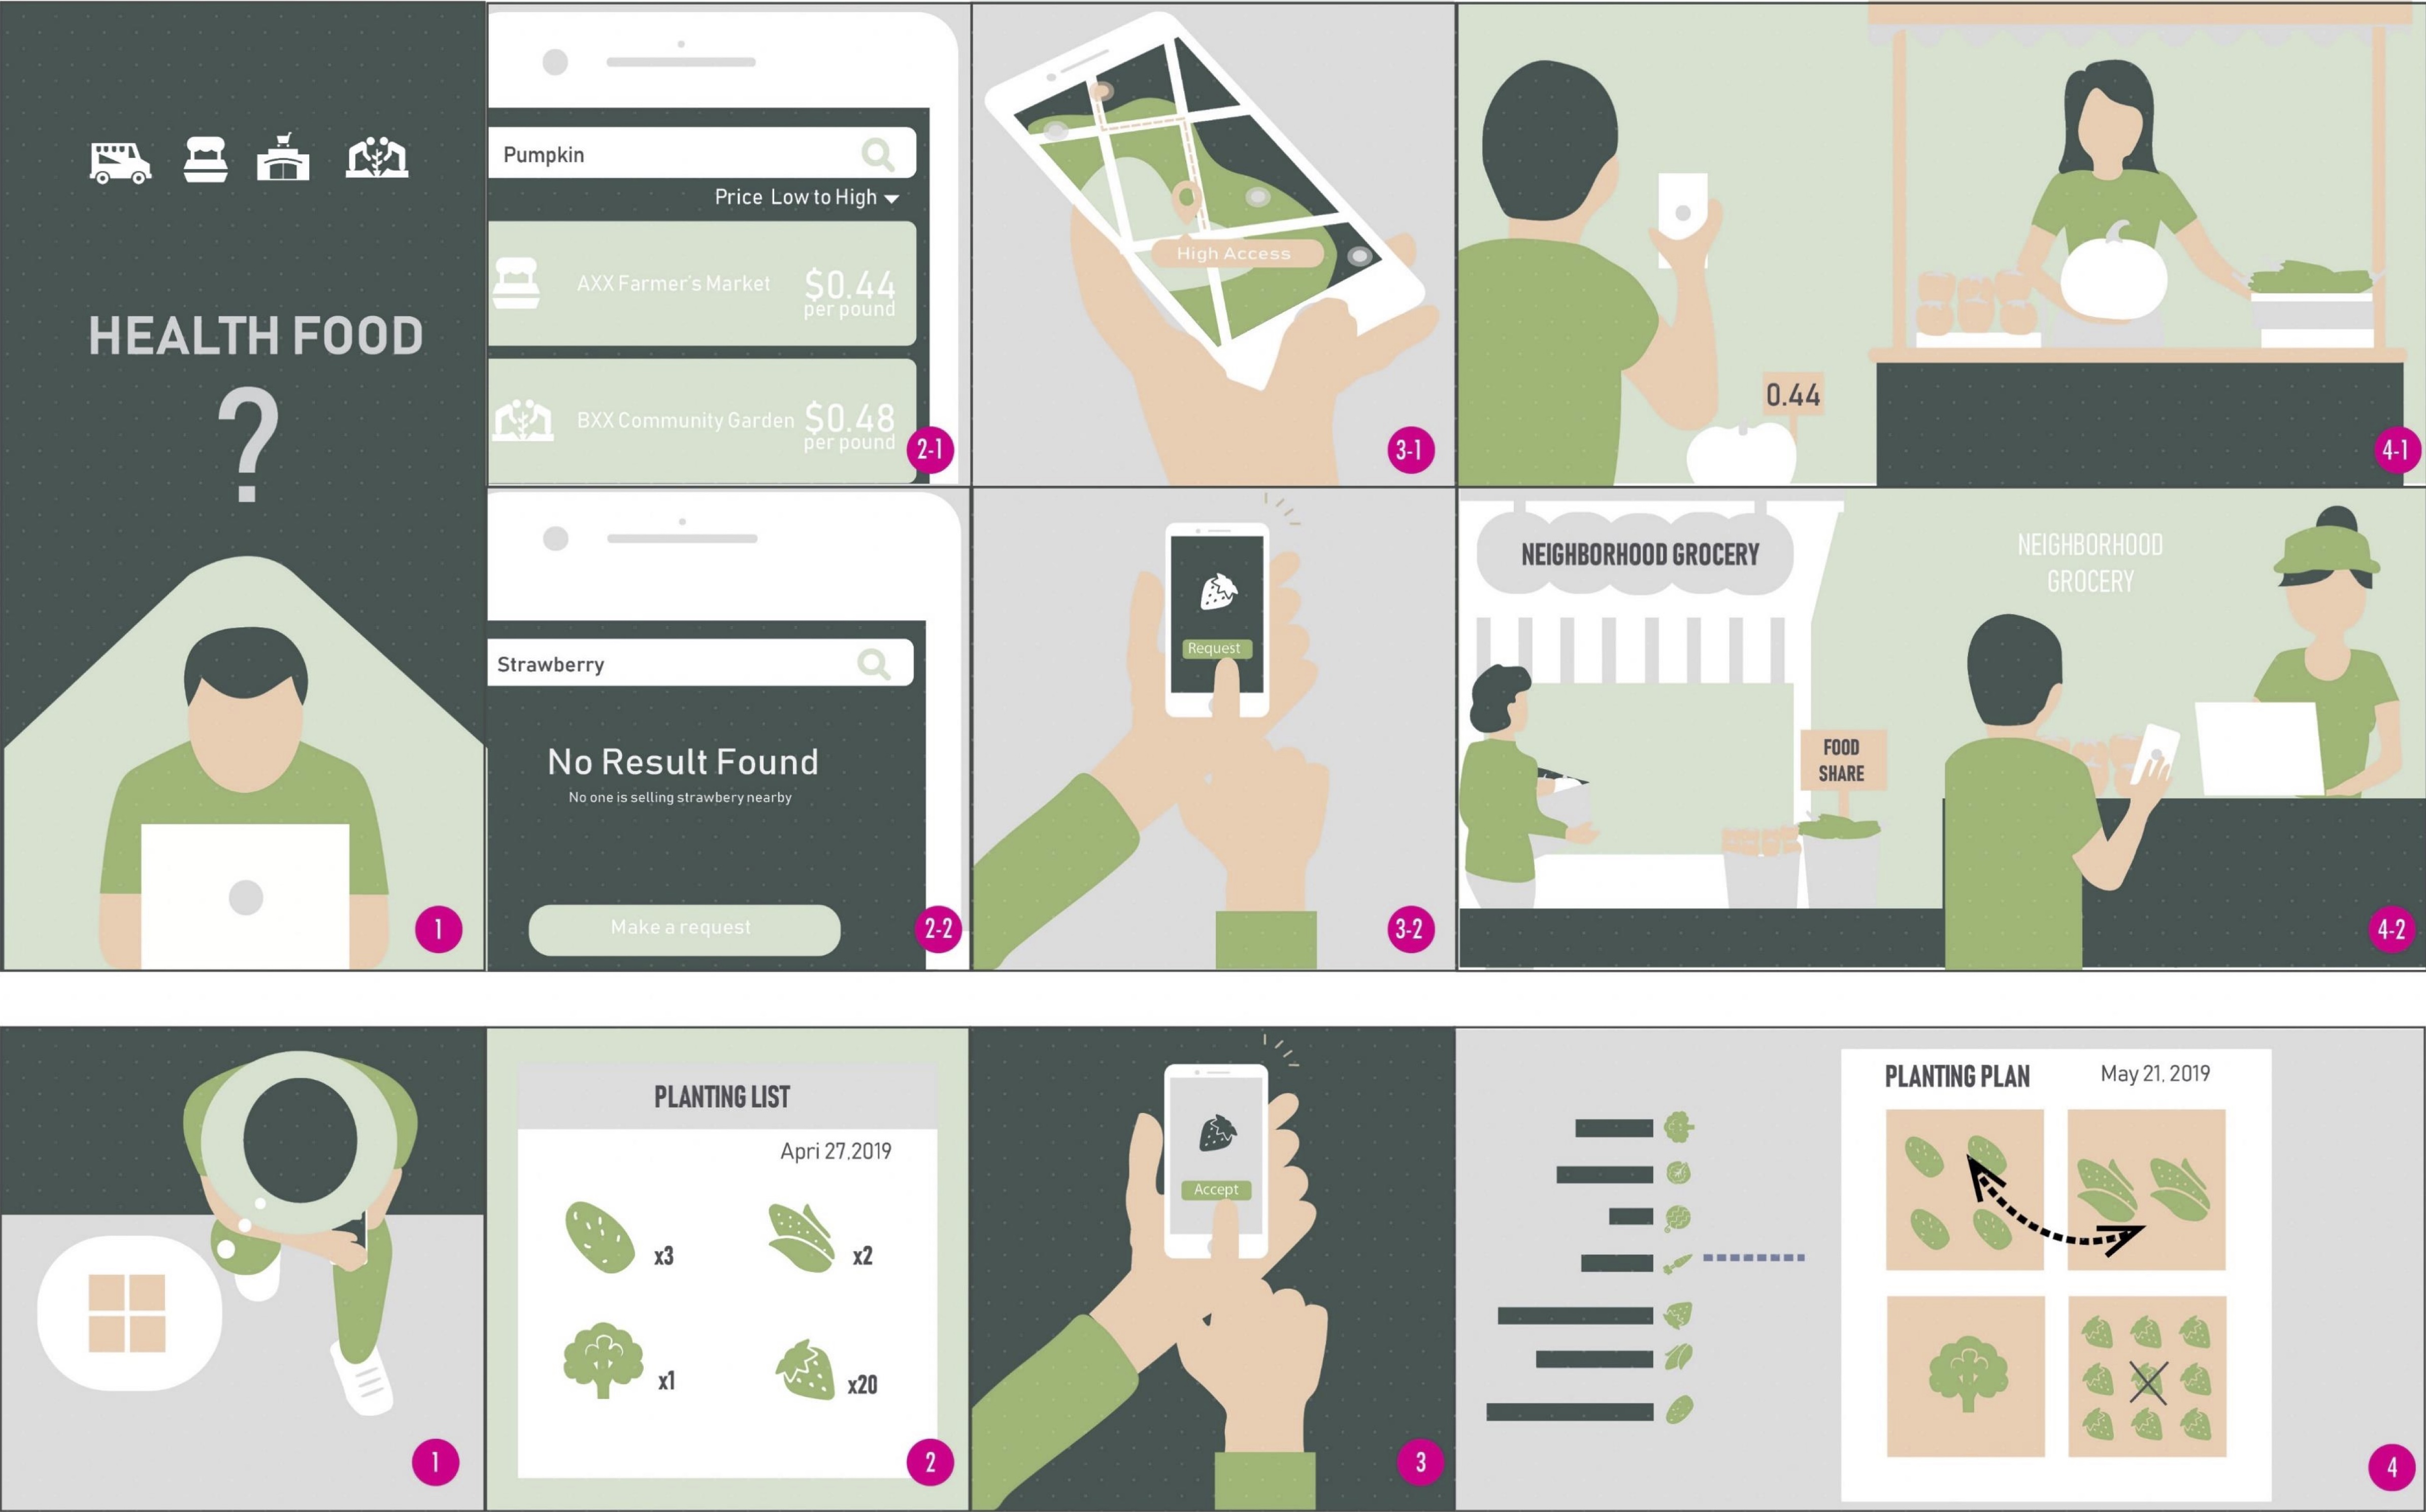 HEALTH FOOD
?
1
Pumpkin
Price Low to High
AXX Farmer's Market
$0.44
per pound
BXX Community Garden
$0.48
per pound
2-1
High Access
3-1
0.44
4-1
Strawberry
No Result Found
No one is selling strawbery nearby
Make a request
2-2
Request
3-2
NEIGHBORHOOD GROCERY
FOOD
SHARE
NEIGHBORHOOD
GROCERY
4-2
1
PLANTING LIST
Apri 27,2019
x3
x2
x1
x20
2
Accept
3
PLANTING PLAN
May 21, 2019
4